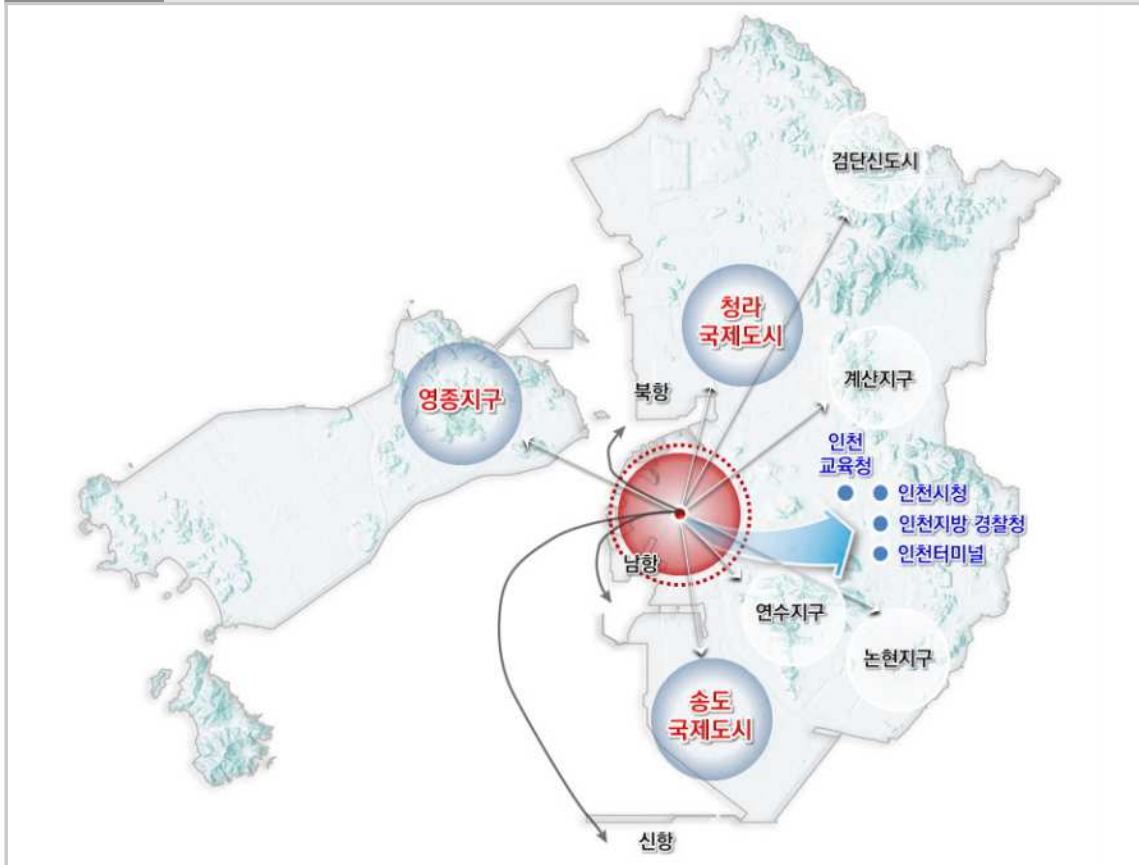 검단신도시
청라
국제도시
계산지구
북항
영종지구
인천
교육청
인천시청
인천지방 경찰청
인천터미널
남항
연수지구
논현지구
송도
국제도시
신항